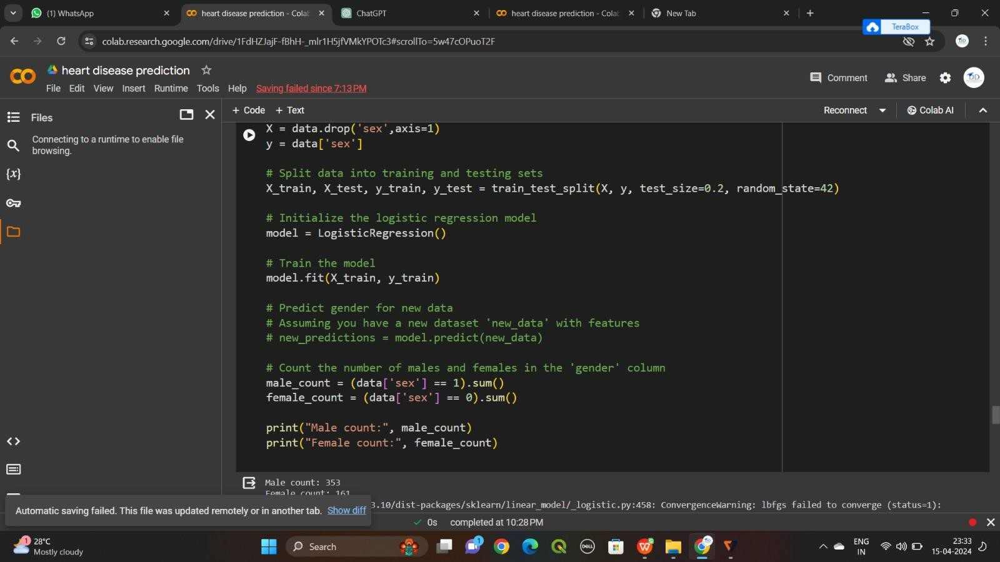 (1) WhatsApp
heart disease prediction - Colab
ChatGPT
heart disease prediction - Colab
New Tab
TeraBox
colab.research.google.com/drive/1FdHZJajF-fBhH-_mlr1H5jfVMkYPOTc3#scrollTo=5w47cOPuoT2F
heart disease prediction
Comment Share
File Edit View Insert Runtime Tools Help Saving failed since 7:13 PM
Files
+ Code + Text
Reconnect Colab AI
Connecting to a runtime to enable file
browsing.
{x}
X = data.drop('sex',axis=1)
y = data['sex']
# Split data into training and testing sets
X_train, X_test, y_train, y_test = train_test_split(X, y, test_size=0.2, random_state=42)
# Initialize the logistic regression model
model = LogisticRegression()
# Train the model
model.fit(X_train, y_train)
# Predict gender for new data
# Assuming you have a new dataset 'new_data' with features
# new_predictions = model.predict(new_data)
# Count the number of males and females in the 'gender' column
male_count = (data['sex'] == 1).sum()
female_count = (data['sex'] == 0).sum()
print("Male count:", male_count)
print("Female count:", female_count)
Male count: 353
Female count: 161
3.10/dist-packages/sklearn/linear_model/_logistic.py:458: ConvergenceWarning: lbfgs failed to converge (status=1):
Automatic saving failed. This file was updated remotely or in another tab. Show diff
0s completed at 10:28 PM
1
28°C
Mostly cloudy
Search
1
DELL
ENG
IN
23:33
15-04-2024